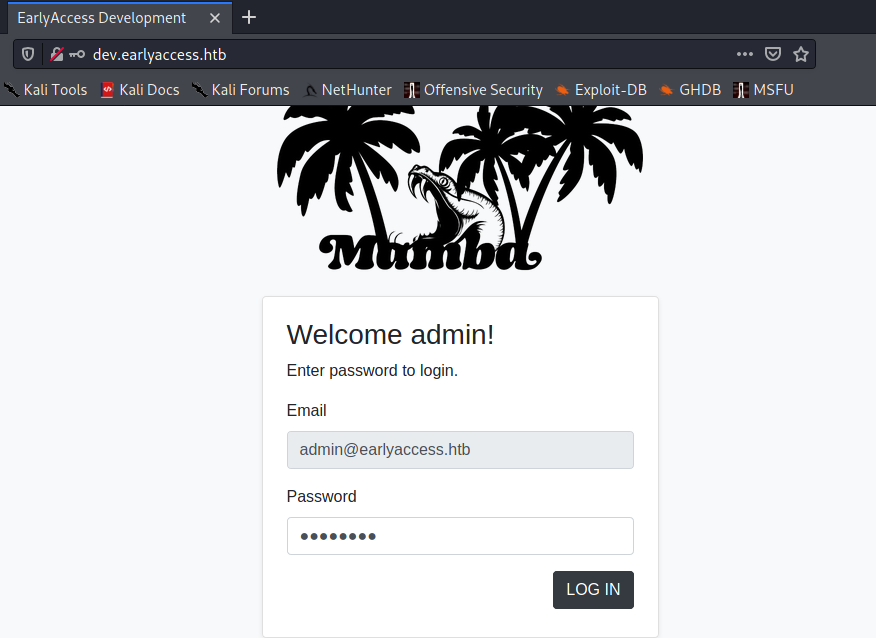 EarlyAccess Development
dev.earlyaccess.htb
Kali Tools Kali Docs Kali Forums NetHunter Offensive Security Exploit-DB GHDB MSFU
Mamba
Welcome admin!
Enter password to login.
Email
admin@earlyaccess.htb
Password
LOG IN